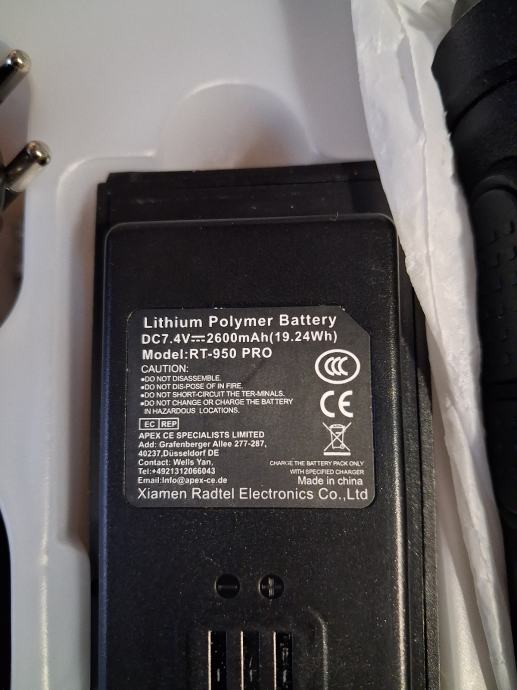 Lithium Polymer Battery
DC7.4V⎓2600mAh(19.24Wh)
Model:RT-950 PRO
CAUTION:
•DO NOT DISASSEMBLE.
•DO NOT DIS-POSE OF IN FIRE.
•DO NOT SHORT-CIRCUIT THE TER-MINALS.
•DO NOT CHANGE OR CHARGE THE BATTERY
IN HAZARDOUS LOCATIONS.
CCC
CE
EC REP
APEX CE SPECIALISTS LIMITED
Add: Grafenberger Allee 277-287,
40237,Düsseldorf DE
Contact: Wells Yan,
Tel:+4921312066043
Email:Info@apex-ce.de
CHARGE THE BATTERY PACK ONLY
WITH SPECIFIED CHARGER
Made in china
Xiamen Radtel Electronics Co.,Ltd
− +